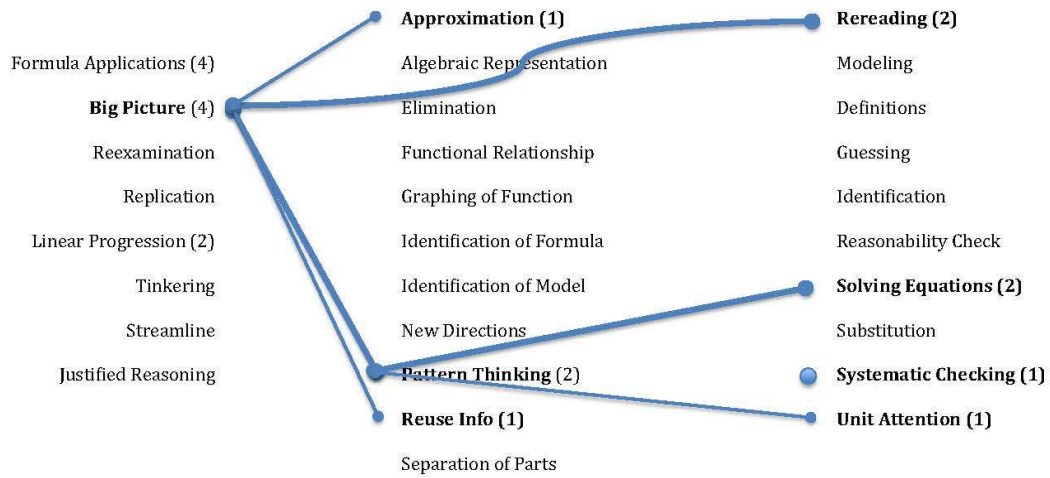 Formula Applications (4)
Big Picture (4)
Reexamination
Replication
Linear Progression (2)
Tinkering
Streamline
Justified Reasoning
Approximation (1)
Algebraic Representation
Elimination
Functional Relationship
Graphing of Function
Identification of Formula
Identification of Model
New Directions
Pattern Thinking (2)
Reuse Info (1)
Separation of Parts
Rereading (2)
Modeling
Definitions
Guessing
Identification
Reasonability Check
Solving Equations (2)
Substitution
Systematic Checking (1)
Unit Attention (1)